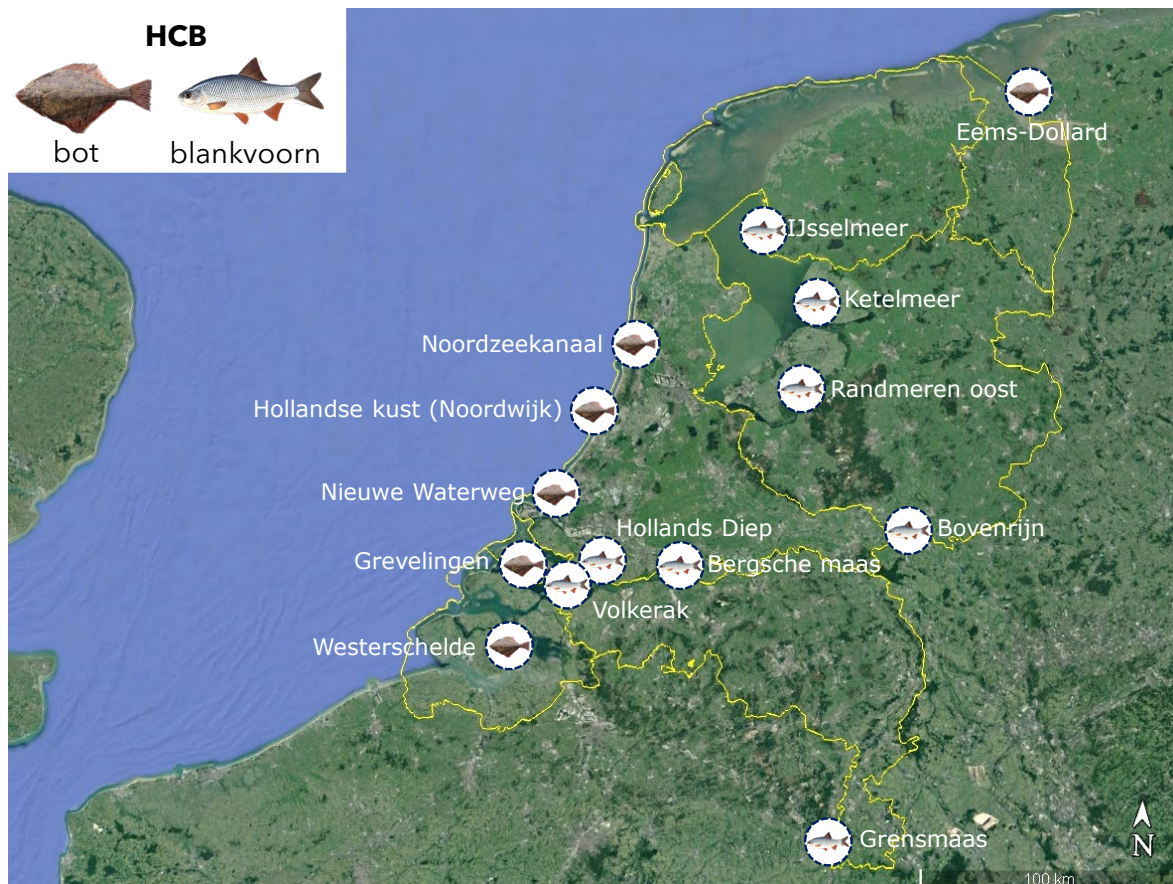 HCB
bot
blankvoorn
Eems-Dollard
IJsselmeer
Ketelmeer
Noordzeekanaal
Randmeren oost
Hollandse kust (Noordwijk)
Nieuwe Waterweg
Hollands Diep
Bovenrijn
Grevelingen
Bergsche maas
Volkerak
Westerschelde
Grensmaas
N
100 km